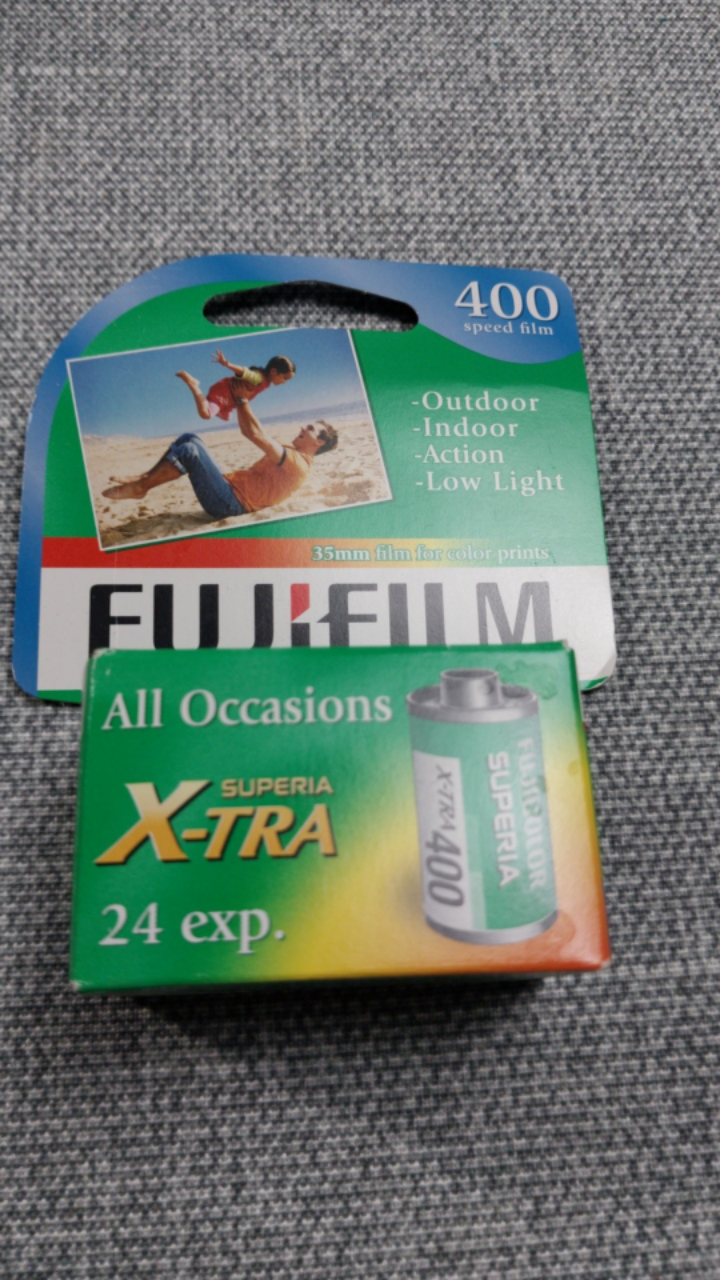 400
speed film
-Outdoor
-Indoor
-Action
-Low Light
35mm film for color prints
FUJIFILM
All Occasions
SUPERIA
X-TRA
24 exp.
FUJICOLOR
SUPERIA
X-TRA 400